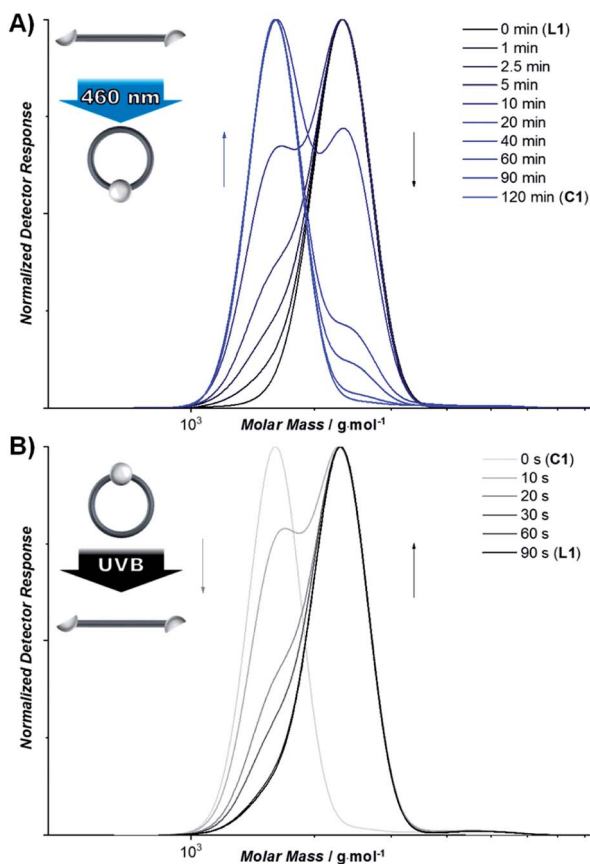 A)
460 nm
Normalized Detector Response
0 min (L1)
1 min
2.5 min
5 min
10 min
20 min
40 min
60 min
90 min
120 min (C1)
10³
Molar Mass / g·mol⁻¹
B)
UVB
Normalized Detector Response
0 s (C1)
10 s
20 s
30 s
60 s
90 s (L1)
10³
Molar Mass / g·mol⁻¹